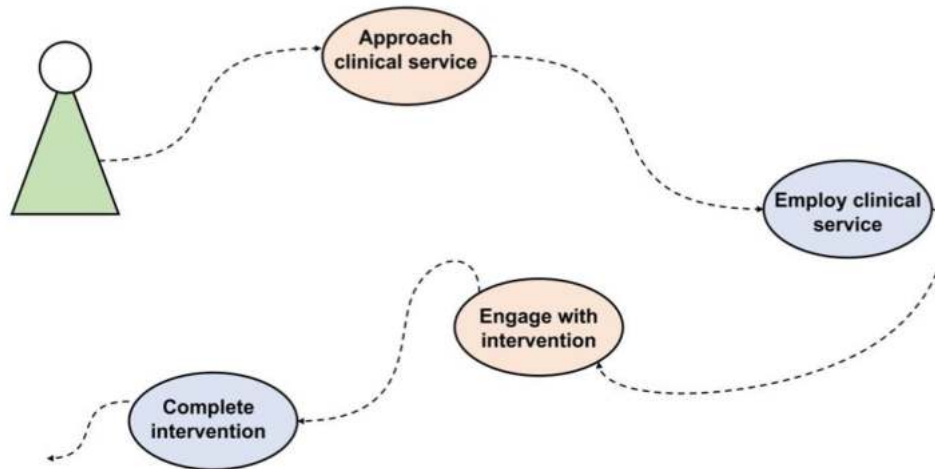 Approach
clinical service
Employ clinical
service
Engage with
intervention
Complete
intervention